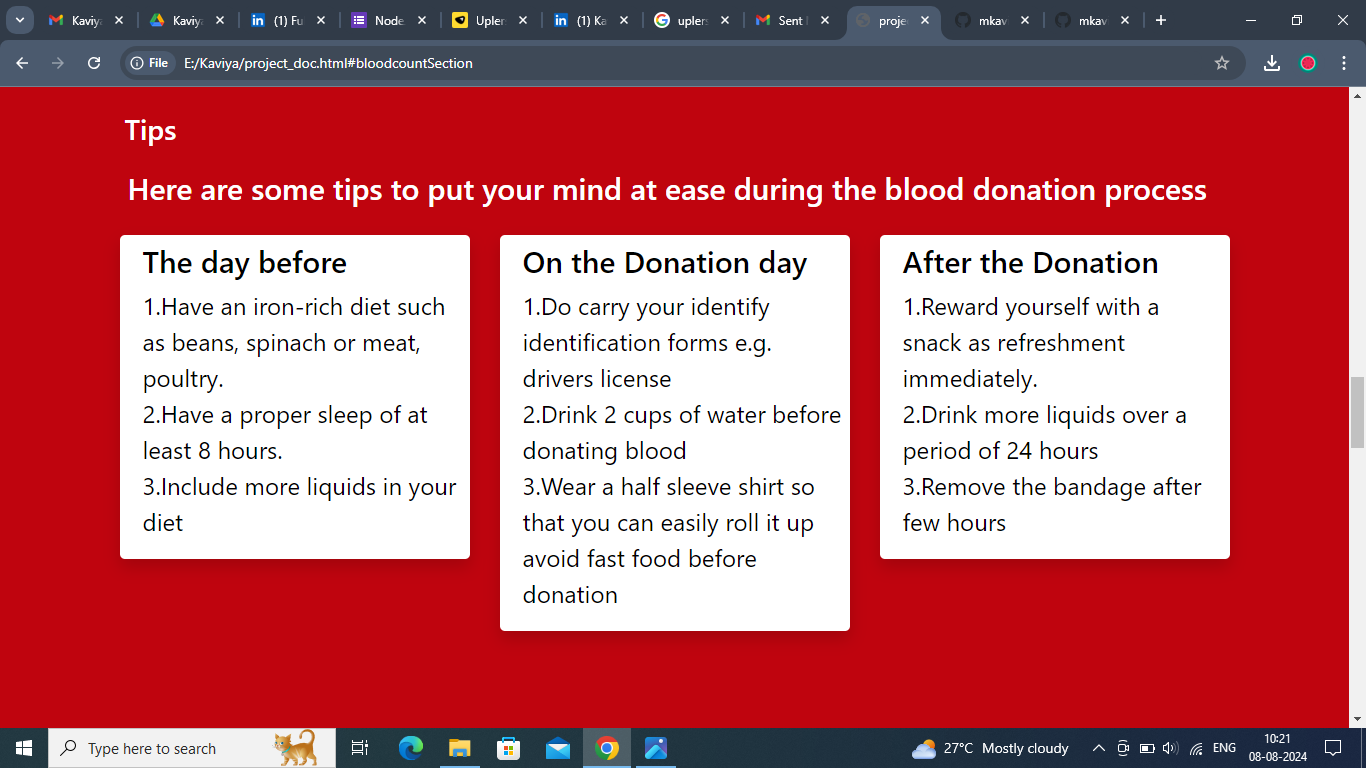 Kaviya
Kaviya
(1) Fu
Node
Upler
(1) Ka
uplers
Sent
proje
mkav
mkav
File
E:/Kaviya/project_doc.html#bloodcountSection
Tips
Here are some tips to put your mind at ease during the blood donation process
The day before
1.Have an iron-rich diet such
as beans, spinach or meat,
poultry.
2.Have a proper sleep of at
least 8 hours.
3.Include more liquids in your
diet
On the Donation day
1.Do carry your identify
identification forms e.g.
drivers license
2.Drink 2 cups of water before
donating blood
3.Wear a half sleeve shirt so
that you can easily roll it up
avoid fast food before
donation
After the Donation
1.Reward yourself with a
snack as refreshment
immediately.
2.Drink more liquids over a
period of 24 hours
3.Remove the bandage after
few hours
Type here to search
27°C Mostly cloudy
ENG
10:21
08-08-2024